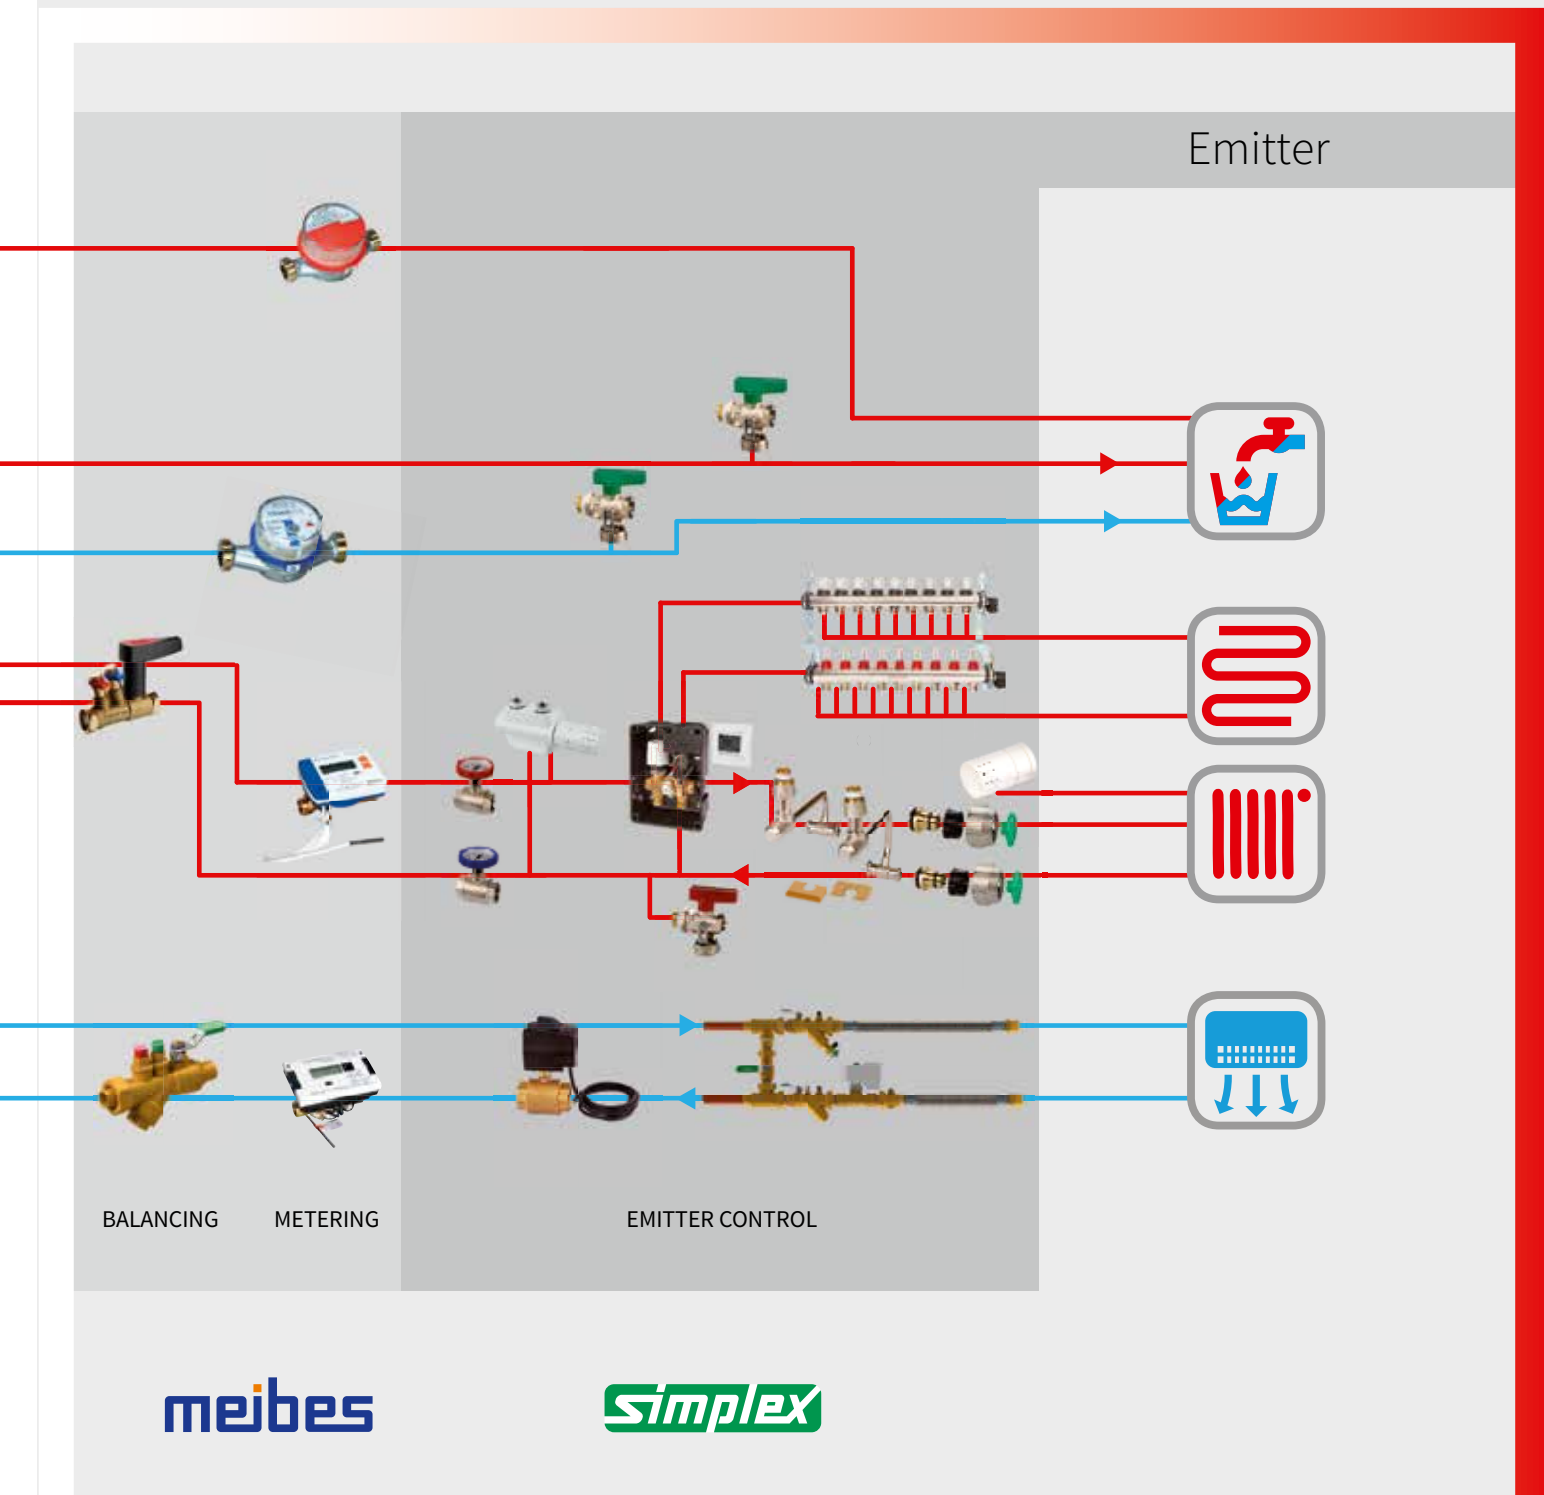 Emitter
BALANCING
METERING
EMITTER CONTROL
meibes
simplex